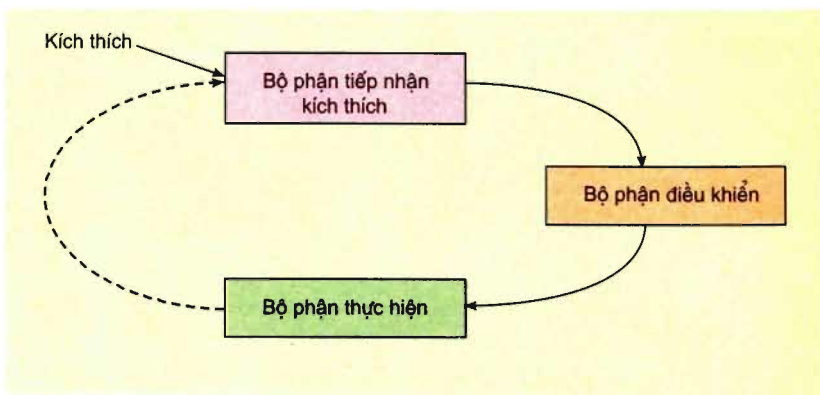 Kích thích
Bộ phận tiếp nhận
kích thích
Bộ phận điều khiển
Bộ phận thực hiện